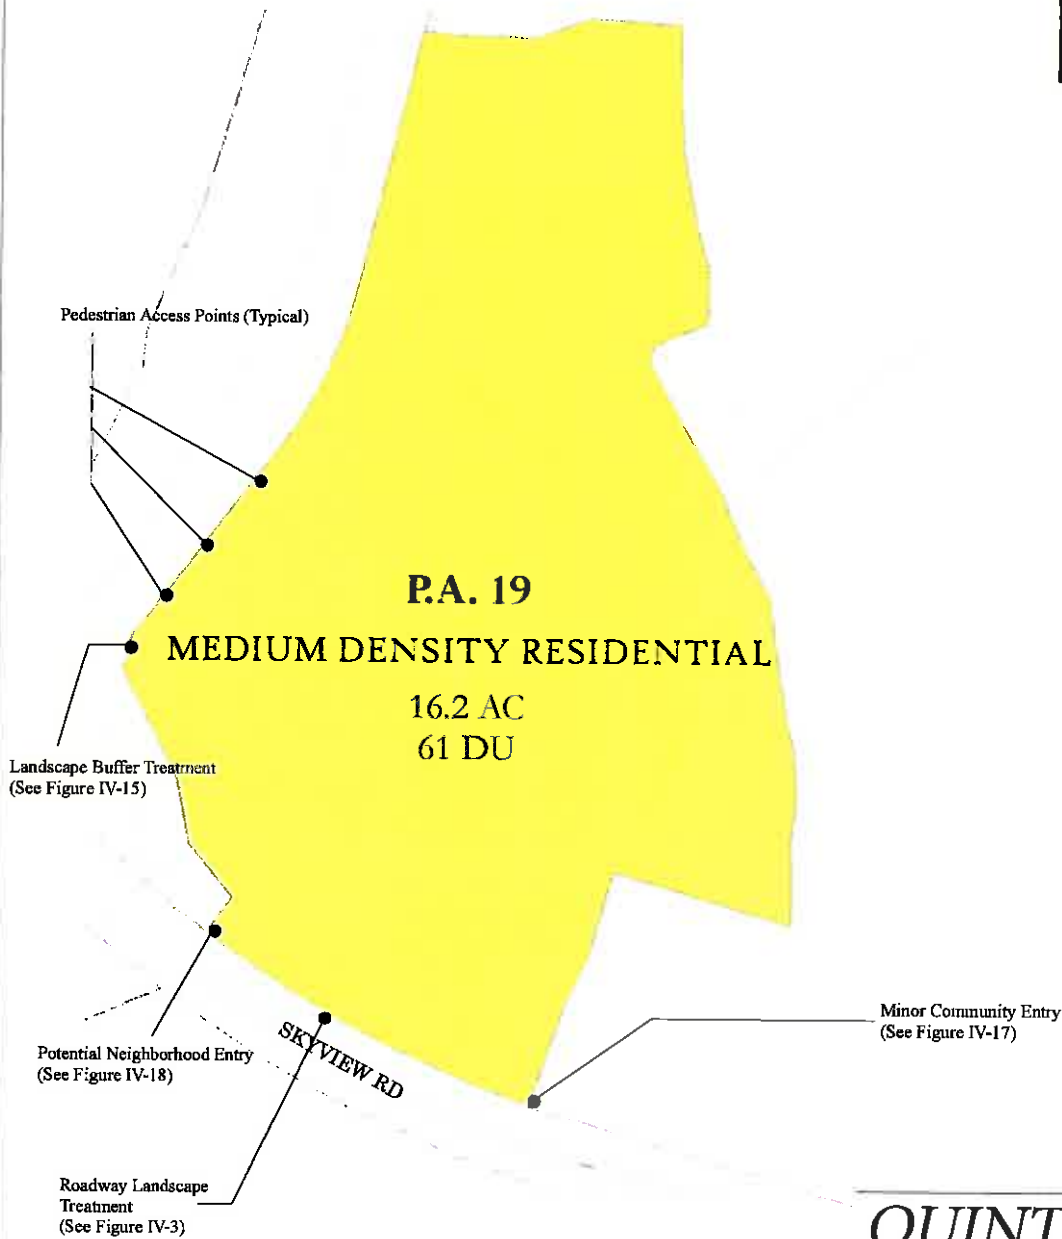 Pedestrian Access Points (Typical)
P.A. 19
MEDIUM DENSITY RESIDENTIAL
16.2 AC
61 DU
Landscape Buffer Treatment
(See Figure IV-15)
Minor Community Entry
(See Figure IV-17)
SKYVIEW RD
Potential Neighborhood Entry
(See Figure IV-18)
Roadway Landscape
Treatment
(See Figure IV-3)
QUINT